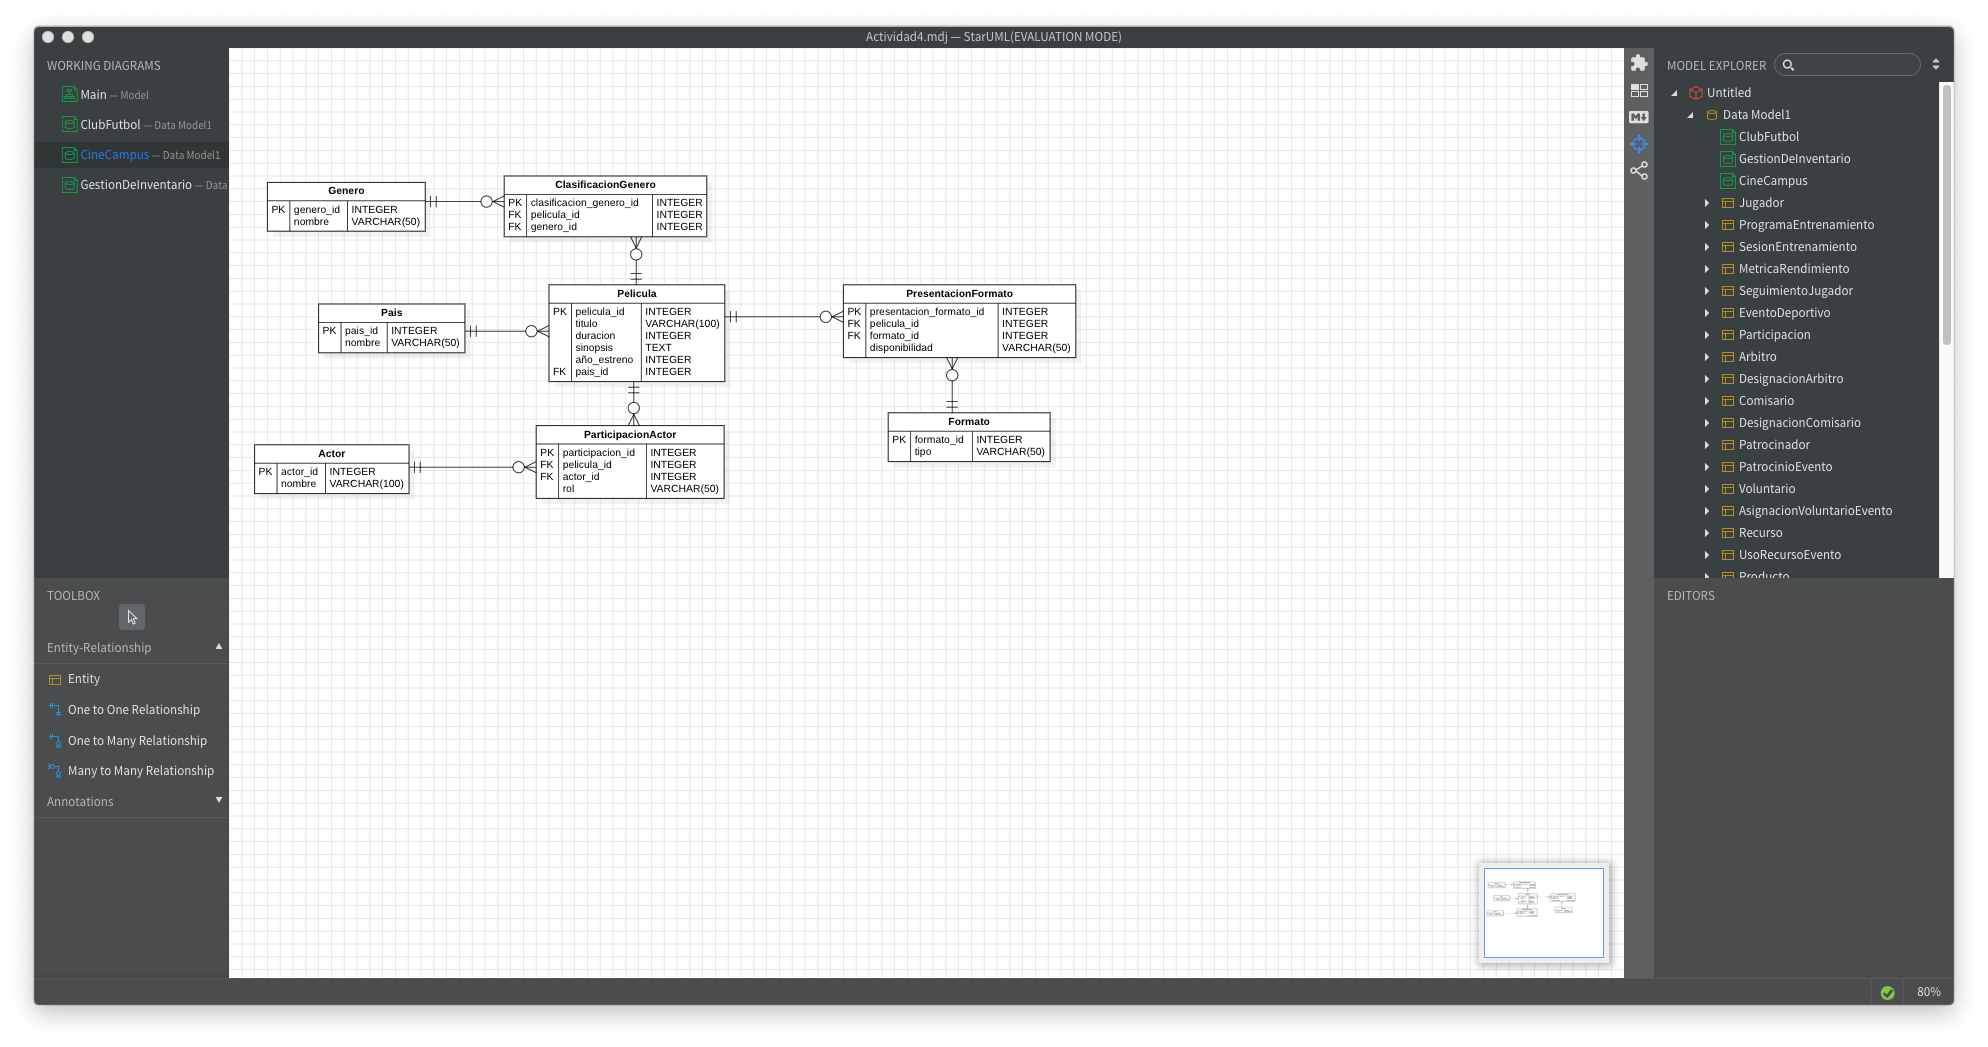 Actividad4.mdj — StarUML(EVALUATION MODE)
WORKING DIAGRAMS
Main — Model
ClubFutbol — Data Model1
CineCampus — Data Model1
GestionDeInventario — Data
TOOLBOX
Entity-Relationship
Entity
One to One Relationship
One to Many Relationship
Many to Many Relationship
Annotations
Genero
PK genero_id INTEGER
nombre VARCHAR(50)
ClasificacionGenero
PK clasificacion_genero_id INTEGER
FK pelicula_id INTEGER
FK genero_id INTEGER
Pais
PK pais_id INTEGER
nombre VARCHAR(50)
Pelicula
PK pelicula_id INTEGER
titulo VARCHAR(100)
duracion INTEGER
sinopsis TEXT
año_estreno INTEGER
FK pais_id INTEGER
PresentacionFormato
PK presentacion_formato_id INTEGER
FK pelicula_id INTEGER
FK formato_id INTEGER
disponibilidad VARCHAR(50)
Formato
PK formato_id INTEGER
tipo VARCHAR(50)
Actor
PK actor_id INTEGER
nombre VARCHAR(100)
ParticipacionActor
PK participacion_id INTEGER
FK pelicula_id INTEGER
FK actor_id INTEGER
rol VARCHAR(50)
M
MODEL EXPLORER
Untitled
Data Model1
ClubFutbol
GestionDeInventario
CineCampus
Jugador
ProgramaEntrenamiento
SesionEntrenamiento
MetricaRendimiento
SeguimientoJugador
EventoDeportivo
Participacion
Arbitro
DesignacionArbitro
Comisario
DesignacionComisario
Patrocinador
PatrocinioEvento
Voluntario
AsignacionVoluntarioEvento
Recurso
UsoRecursoEvento
Producto
EDITORS
80%